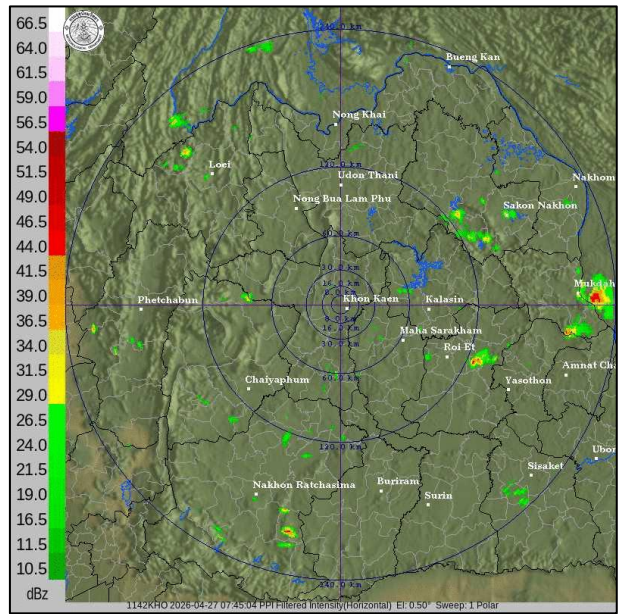 66.5
64.0
61.5
59.0
56.5
54.0
51.5
49.0
46.5
44.0
41.5
39.0
36.5
34.0
31.5
29.0
26.5
24.0
21.5
19.0
16.5
14.5
10.5
dBz
Bueng Kan
Nong Khai
Loei
Udon Thani
Nakhom
Nong Bua Lam Phu
Sakon Nakhon
Mukdah
Phetchabun
Khon Kaen
Kalasin
Maha Sarakham
Roi Et
Amnat Cha
Chaiyaphum
Yasothon
120.0 km
Ubor
Sisaket
Nakhon Ratchasima
Buriram
Surin
1142KHO 2026-04-27 07:45:04 PPI Filtered Intensity(Horizontal) El: 0.50° Sweep: 1 Polar